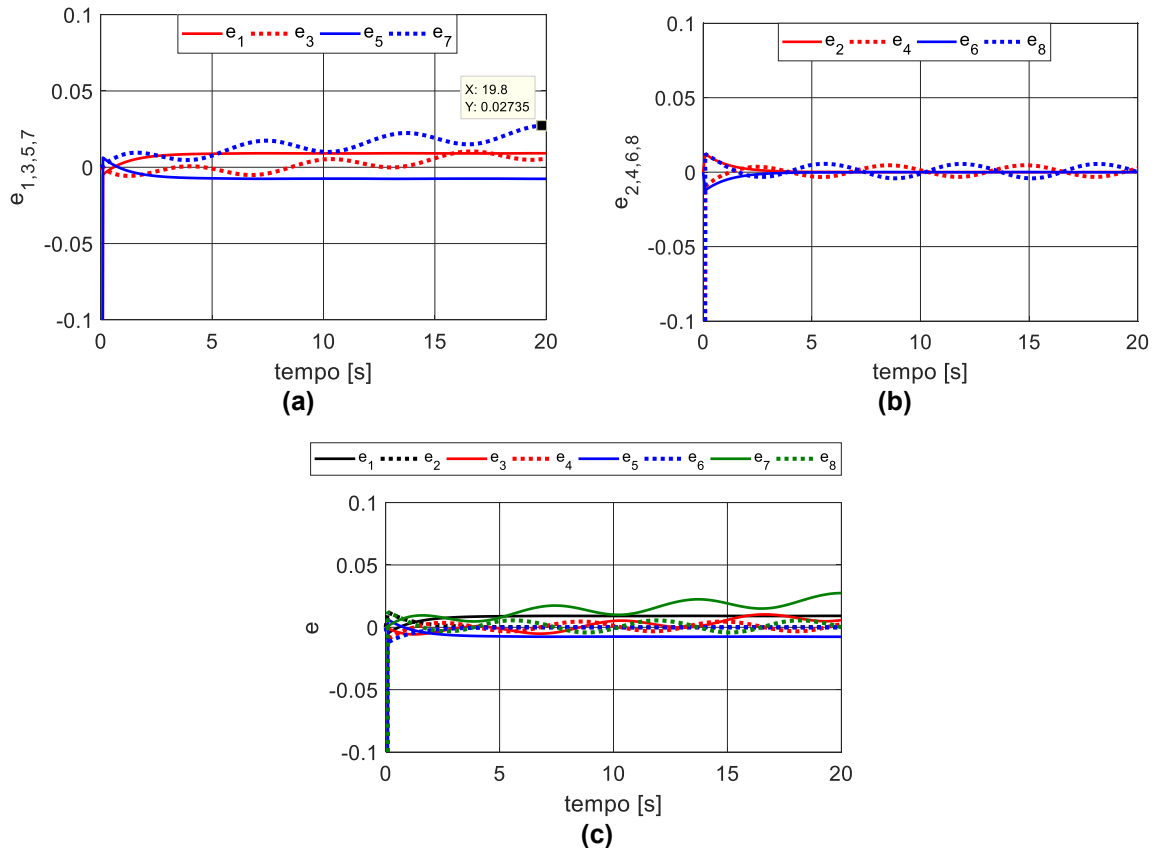 0.1
e1 e3 e5 e7
0.05
X: 19.8
Y: 0.02735
0
-0.05
-0.1
e1,3,5,7
0 5 10 15 20
tempo [s]
(a)
0.1
e2 e4 e6 e8
0.05
0
-0.05
-0.1
e2,4,6,8
0 5 10 15 20
tempo [s]
(b)
e1 e2 e3 e4 e5 e6 e7 e8
0.1
0.05
0
-0.05
-0.1
e
0 5 10 15 20
tempo [s]
(c)